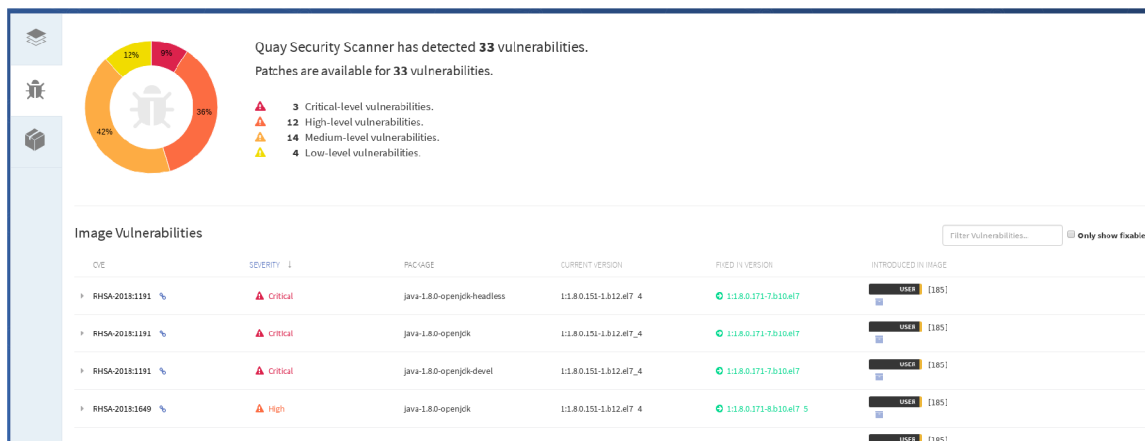 12%
9%
36%
42%
Quay Security Scanner has detected 33 vulnerabilities.
Patches are available for 33 vulnerabilities.
3 Critical-level vulnerabilities.
12 High-level vulnerabilities.
14 Medium-level vulnerabilities.
4 Low-level vulnerabilities.
Image Vulnerabilities
Filter Vulnerabilities...
Only show fixable
CVE SEVERITY ↓ PACKAGE CURRENT VERSION FIXED IN VERSION INTRODUCED IN IMAGE
RHSA-2018:1191 Critical java-1.8.0-openjdk-headless 1:1.8.0.151-1.b12.el7_4 1:1.8.0.171-7.b10.el7 USER [185]
RHSA-2018:1191 Critical java-1.8.0-openjdk 1:1.8.0.151-1.b12.el7_4 1:1.8.0.171-7.b10.el7 USER [185]
RHSA-2018:1191 Critical java-1.8.0-openjdk-devel 1:1.8.0.151-1.b12.el7_4 1:1.8.0.171-7.b10.el7 USER [185]
RHSA-2018:1649 High java-1.8.0-openjdk 1:1.8.0.151-1.b12.el7_4 1:1.8.0.171-8.b10.el7_5 USER [185]
USER [185]